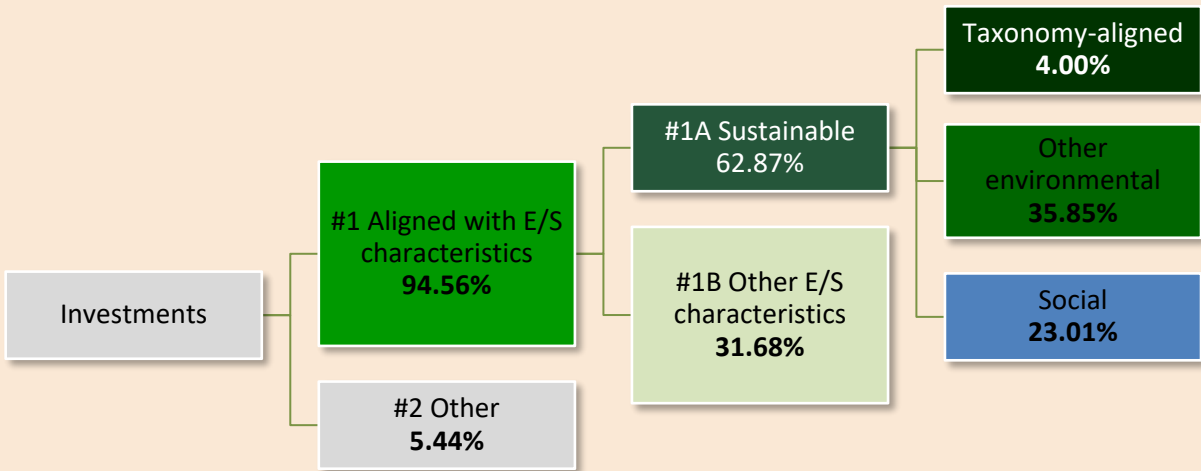 Investments
#1 Aligned with E/S
characteristics
94.56%
#2 Other
5.44%
#1A Sustainable
62.87%
#1B Other E/S
characteristics
31.68%
Taxonomy-aligned
4.00%
Other
environmental
35.85%
Social
23.01%